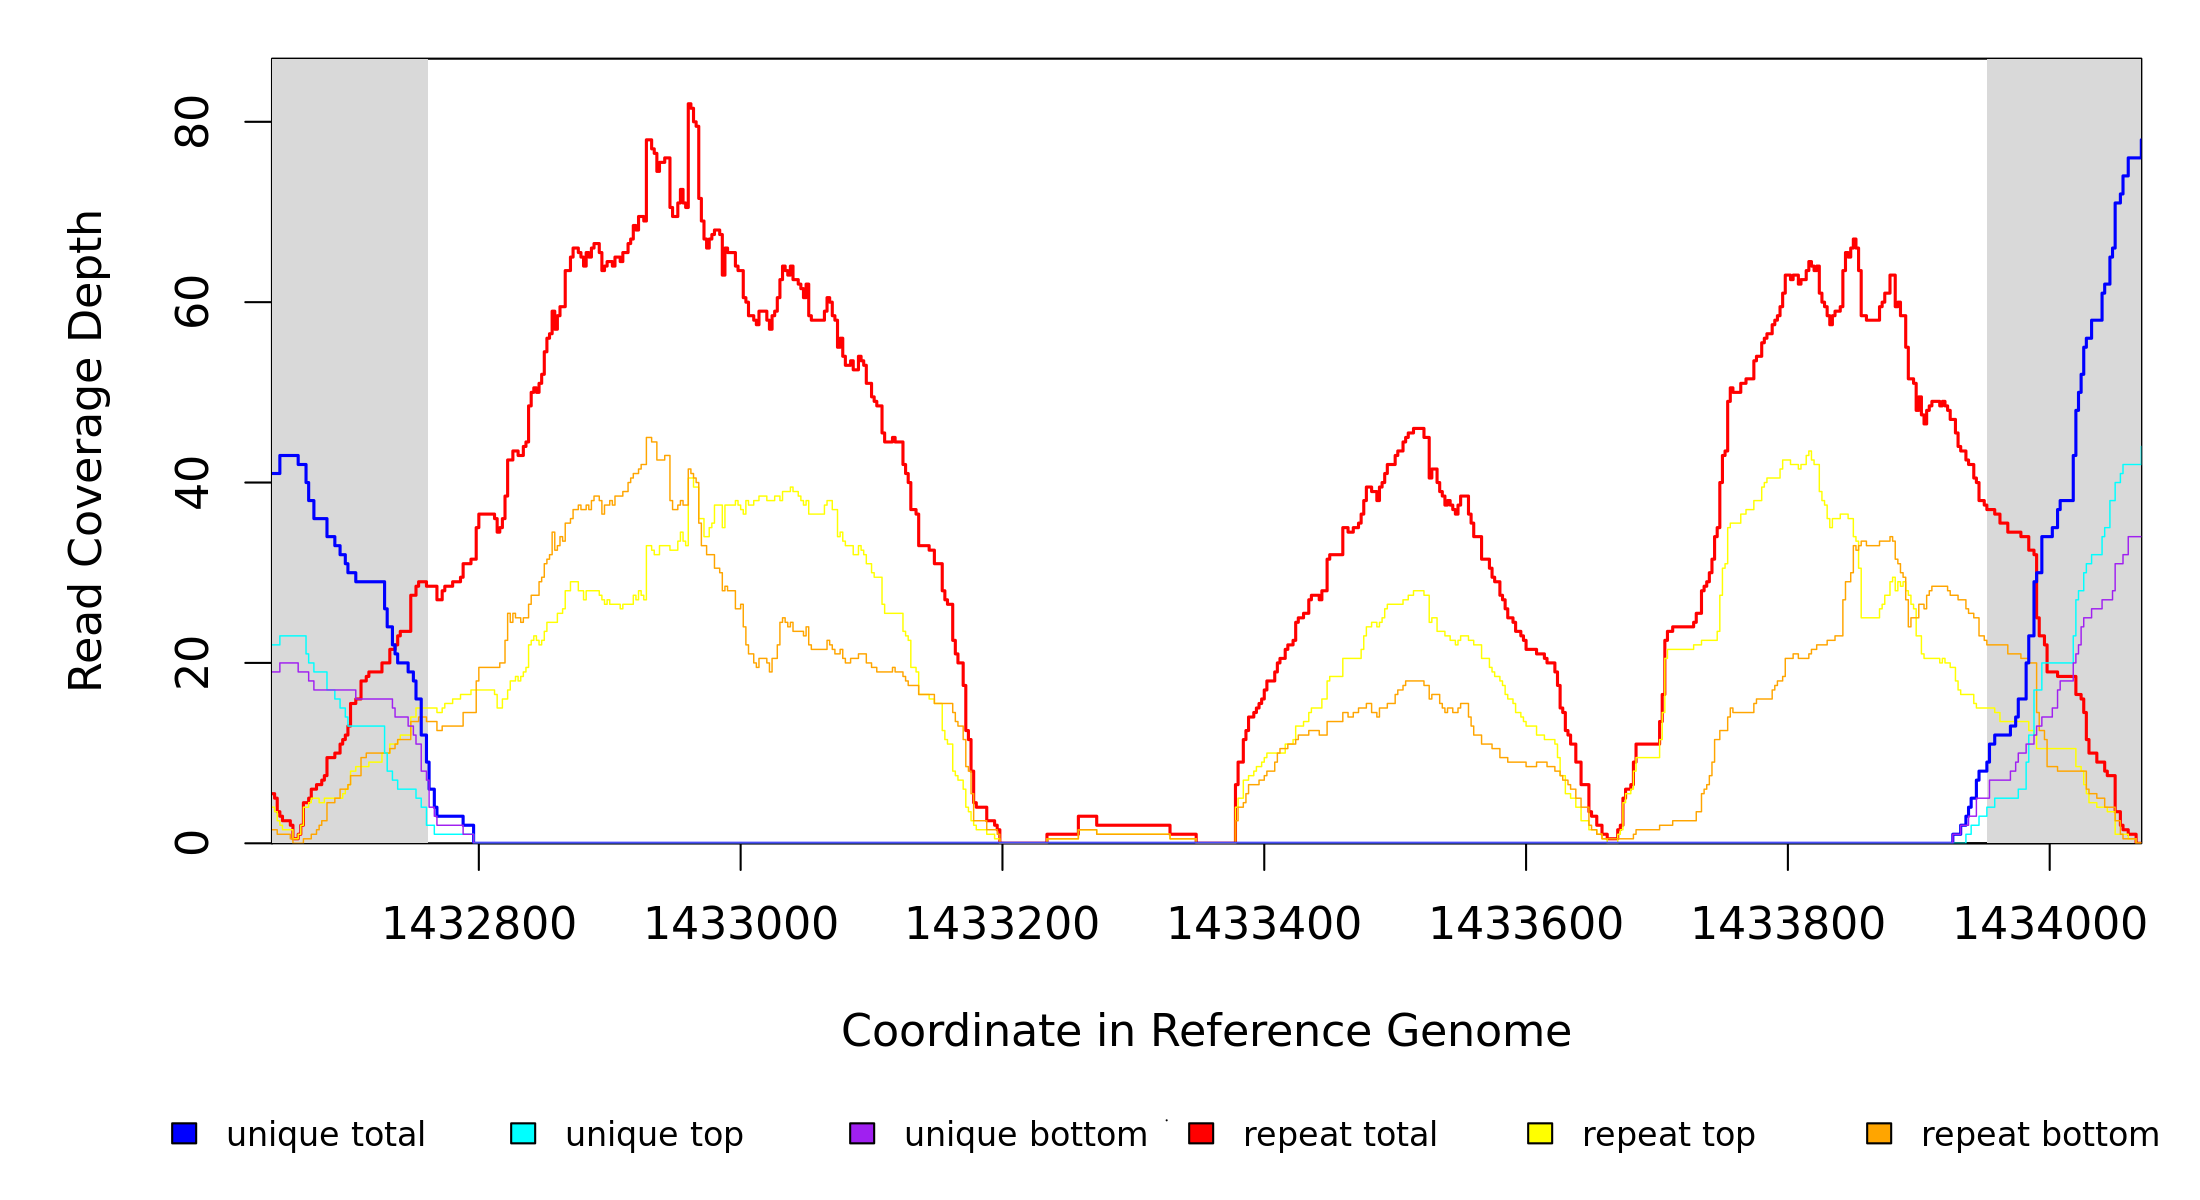 Read Coverage Depth
80
60
40
20
0
1432800 1433000 1433200 1433400 1433600 1433800 1434000
Coordinate in Reference Genome
unique total unique top unique bottom repeat total repeat top repeat bottom